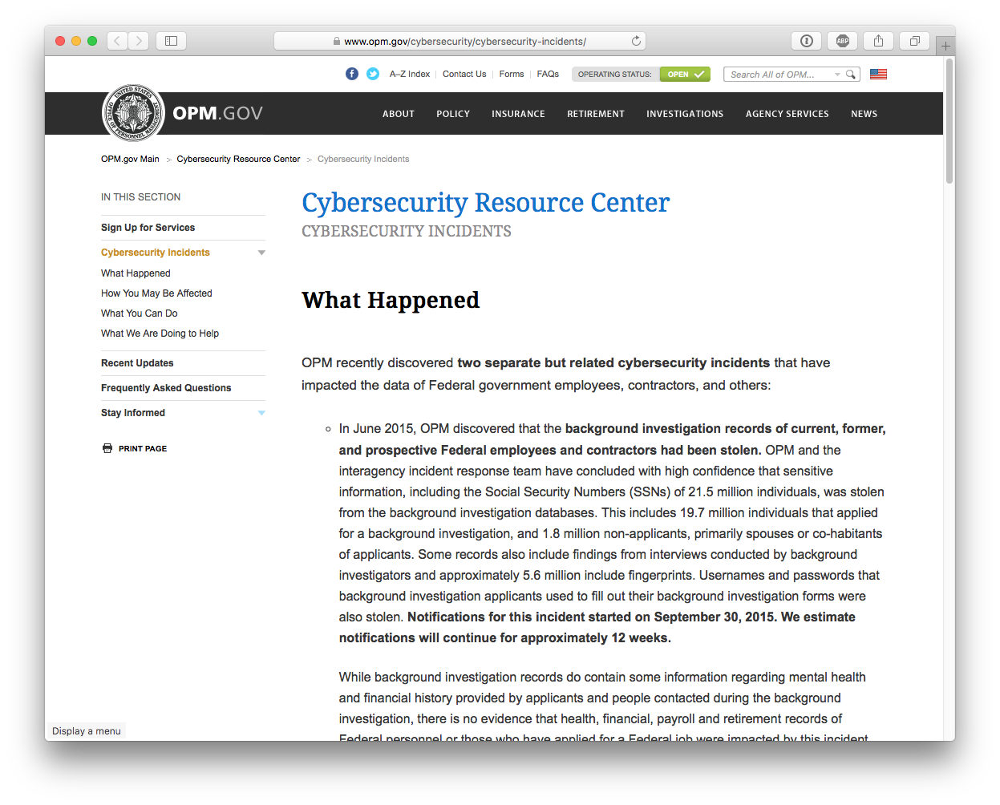 www.opm.gov/cybersecurity/cybersecurity-incidents/
ABP
A–Z Index
Contact Us
Forms
FAQs
OPERATING STATUS:
OPEN
Search All of OPM...
UNITED STATES
OFFICE OF PERSONNEL MANAGEMENT
OPM.GOV
ABOUT
POLICY
INSURANCE
RETIREMENT
INVESTIGATIONS
AGENCY SERVICES
NEWS
OPM.gov Main > Cybersecurity Resource Center > Cybersecurity Incidents
IN THIS SECTION
Sign Up for Services
Cybersecurity Incidents
What Happened
How You May Be Affected
What You Can Do
What We Are Doing to Help
Recent Updates
Frequently Asked Questions
Stay Informed
PRINT PAGE
Cybersecurity Resource Center
CYBERSECURITY INCIDENTS
What Happened
OPM recently discovered two separate but related cybersecurity incidents that have
impacted the data of Federal government employees, contractors, and others:
In June 2015, OPM discovered that the background investigation records of current, former,
and prospective Federal employees and contractors had been stolen. OPM and the
interagency incident response team have concluded with high confidence that sensitive
information, including the Social Security Numbers (SSNs) of 21.5 million individuals, was stolen
from the background investigation databases. This includes 19.7 million individuals that applied
for a background investigation, and 1.8 million non-applicants, primarily spouses or co-habitants
of applicants. Some records also include findings from interviews conducted by background
investigators and approximately 5.6 million include fingerprints. Usernames and passwords that
background investigation applicants used to fill out their background investigation forms were
also stolen. Notifications for this incident started on September 30, 2015. We estimate
notifications will continue for approximately 12 weeks.
While background investigation records do contain some information regarding mental health
and financial history provided by applicants and people contacted during the background
investigation, there is no evidence that health, financial, payroll and retirement records of
Federal personnel or those who have applied for a Federal job were impacted by this incident
Display a menu